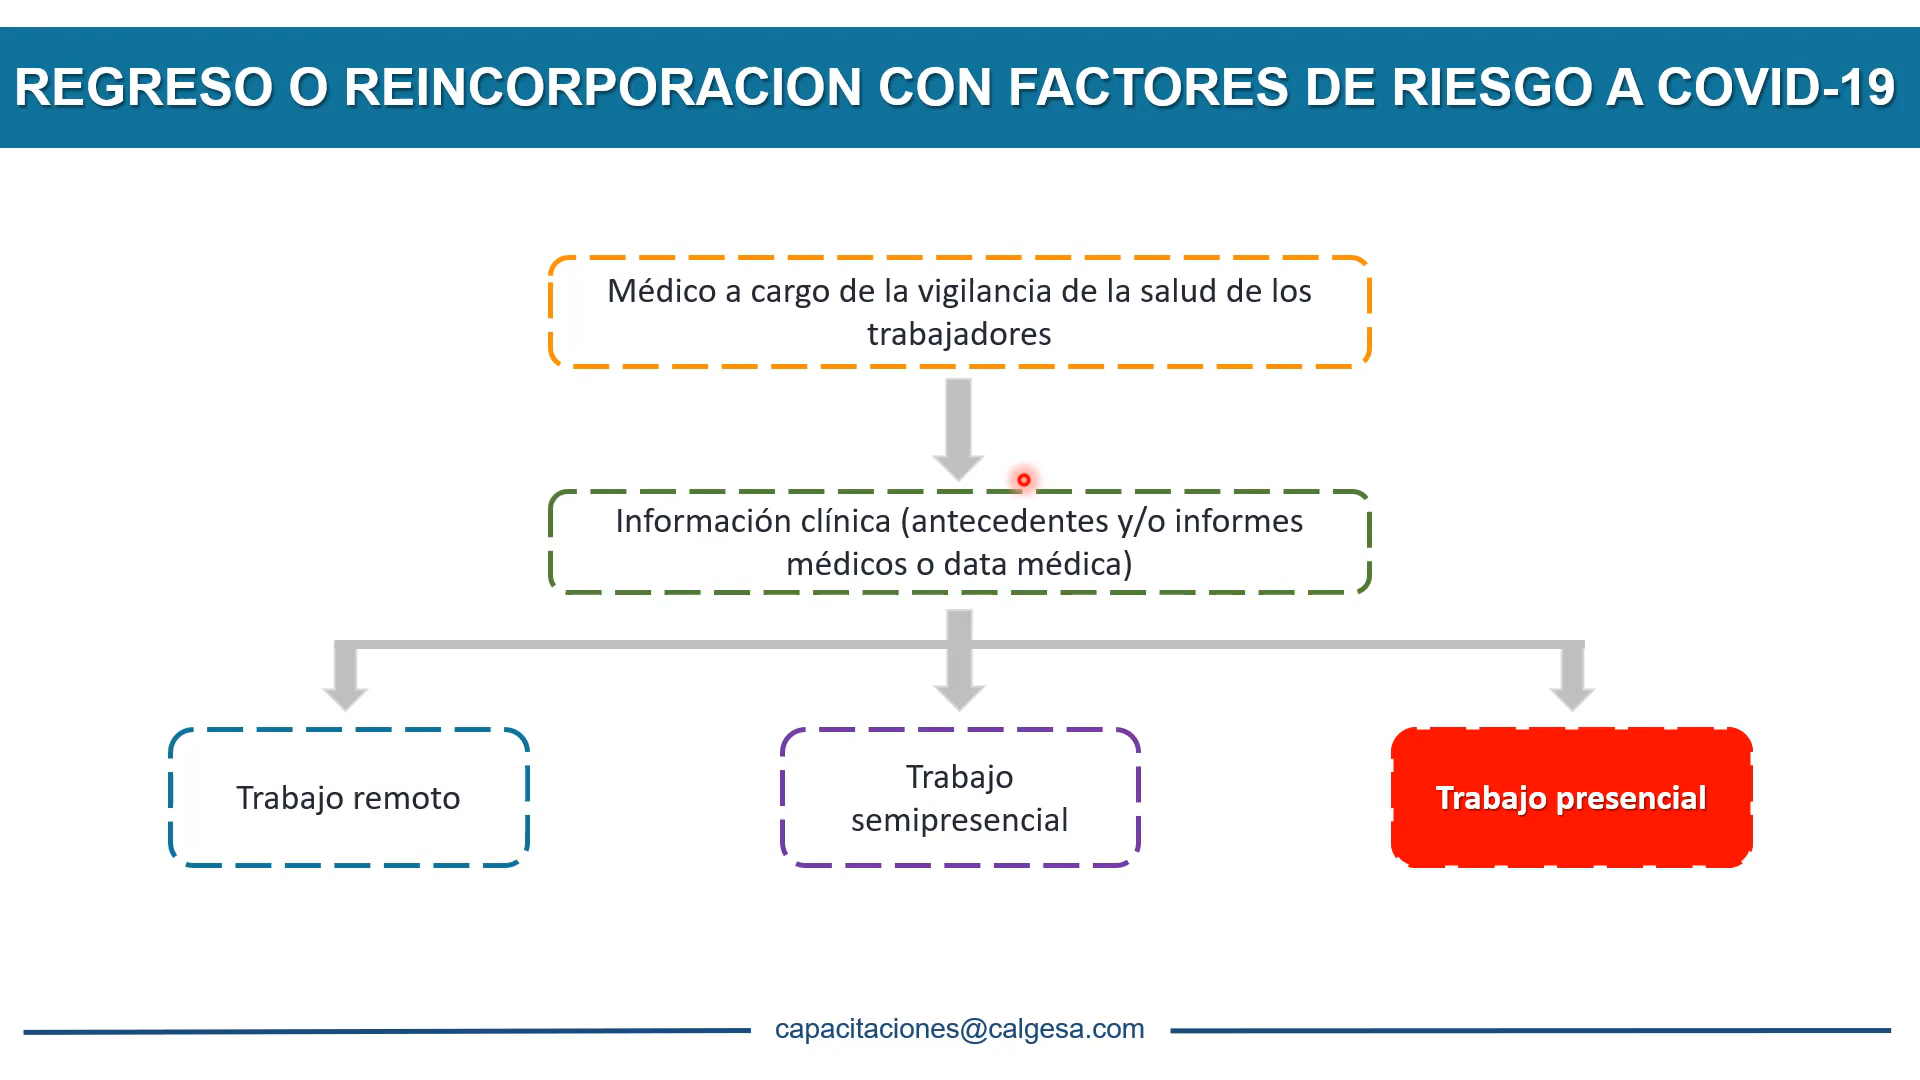 REGRESO O REINCORPORACION CON FACTORES DE RIESGO A COVID-19
Médico a cargo de la vigilancia de la salud de los
trabajadores
Información clínica (antecedentes y/o informes
médicos o data médica)
Trabajo remoto
Trabajo
semipresencial
Trabajo presencial
capacitaciones@calgesa.com